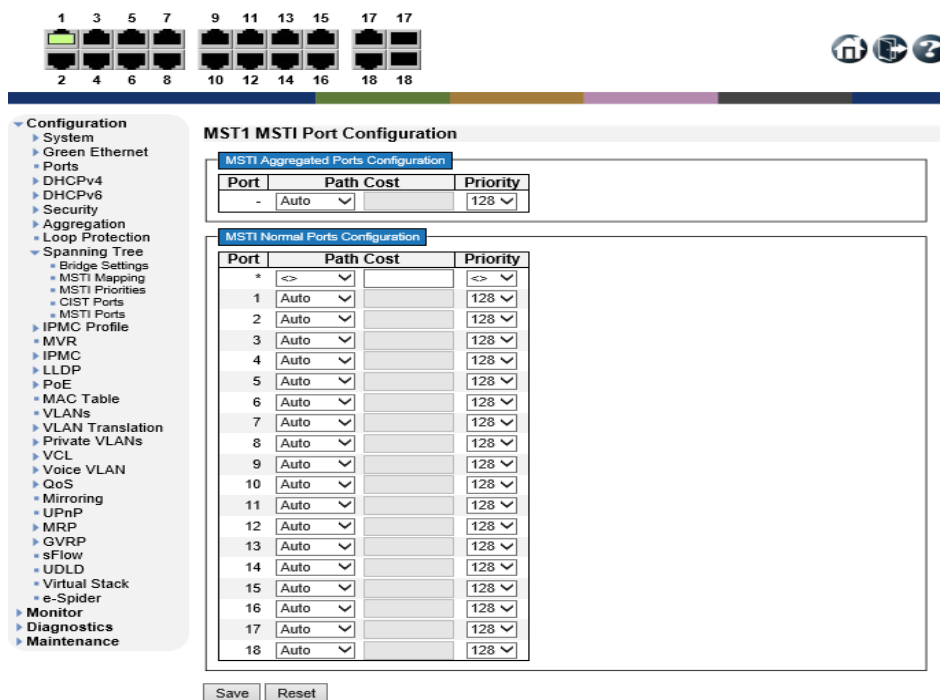 1 3 5 7 9 11 13 15 17 17
2 4 6 8 10 12 14 16 18 18
?
Configuration
System
Green Ethernet
Ports
DHCPv4
DHCPv6
Security
Aggregation
Loop Protection
Spanning Tree
Bridge Settings
MSTI Mapping
MSTI Priorities
CIST Ports
MSTI Ports
IPMC Profile
MVR
IPMC
LLDP
PoE
MAC Table
VLANs
VLAN Translation
Private VLANs
VCL
Voice VLAN
QoS
Mirroring
UPnP
MRP
GVRP
sFlow
UDLD
Virtual Stack
e-Spider
Monitor
Diagnostics
Maintenance
MST1 MSTI Port Configuration
MSTI Aggregated Ports Configuration
Port Path Cost Priority
- Auto 128
MSTI Normal Ports Configuration
Port Path Cost Priority
* <> <>
1 Auto 128
2 Auto 128
3 Auto 128
4 Auto 128
5 Auto 128
6 Auto 128
7 Auto 128
8 Auto 128
9 Auto 128
10 Auto 128
11 Auto 128
12 Auto 128
13 Auto 128
14 Auto 128
15 Auto 128
16 Auto 128
17 Auto 128
18 Auto 128
Save Reset